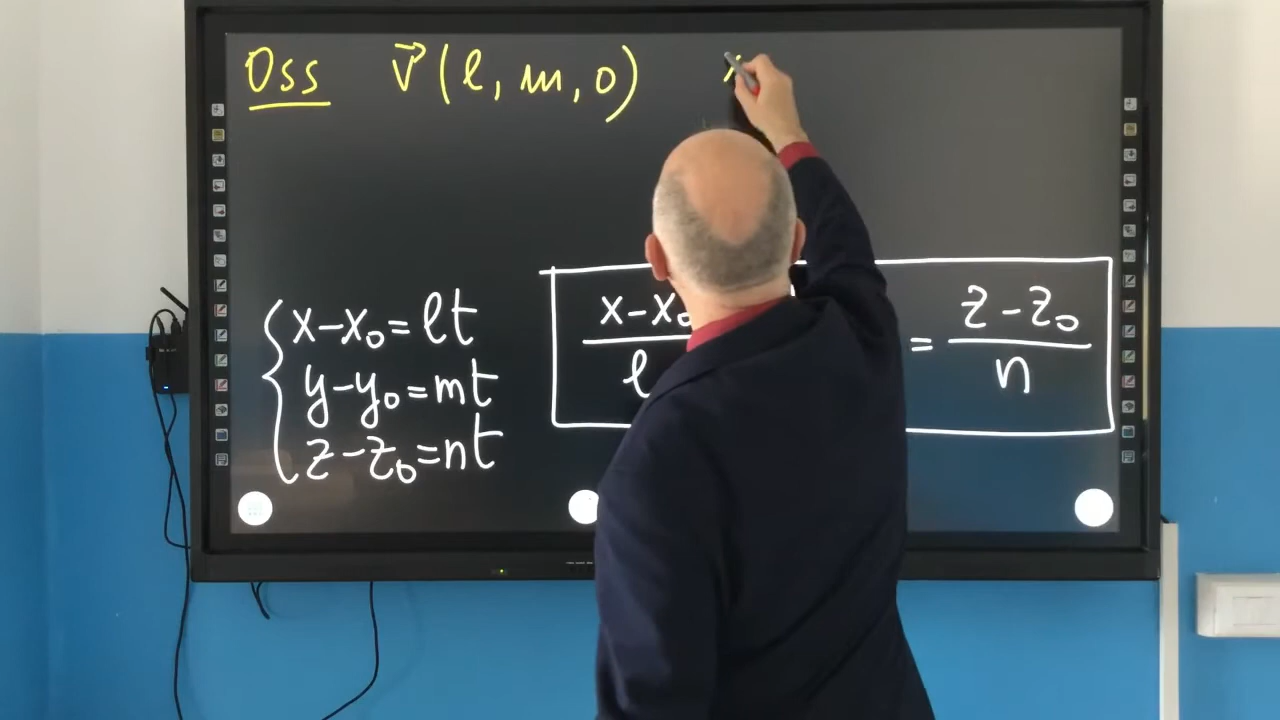 Oss v⃗(l, m, 0)
x-x₀=lt
y-y₀=mt
z-z₀=nt
x-x₀
l
= z-z₀
n